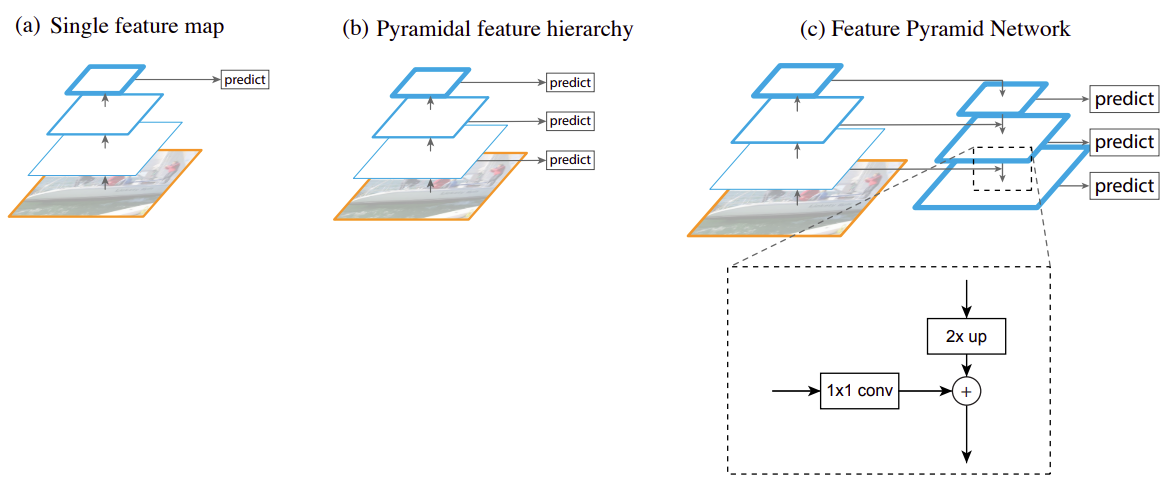 (a) Single feature map
predict
(b) Pyramidal feature hierarchy
predict
predict
predict
(c) Feature Pyramid Network
predict
predict
predict
2x up
1x1 conv
+